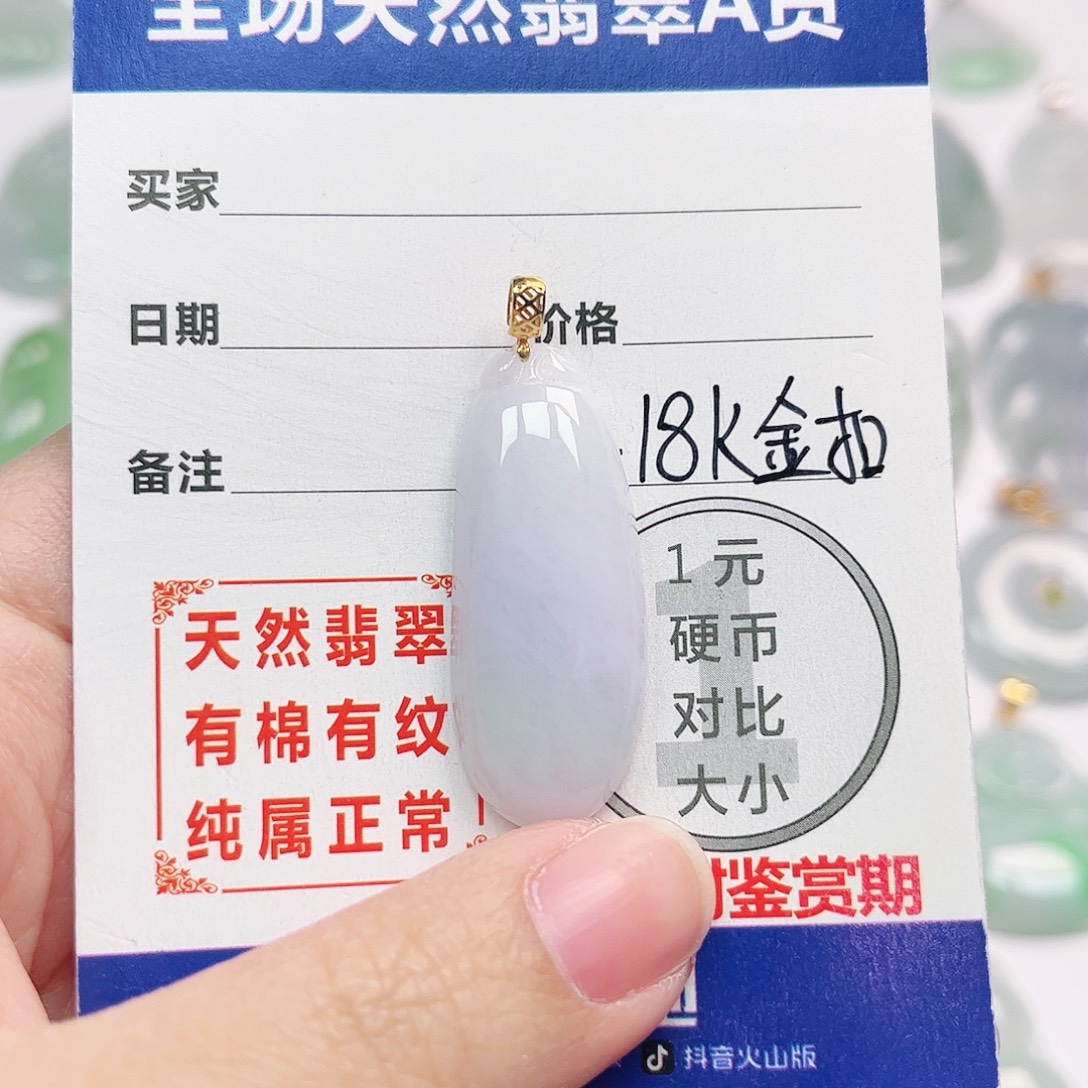 全场天然翡翠A货
买家
日期
价格
备注
18K金扣
1元
硬币
对比
大小
天然翡翠
有棉有纹
纯属正常
时鉴赏期
抖音火山版